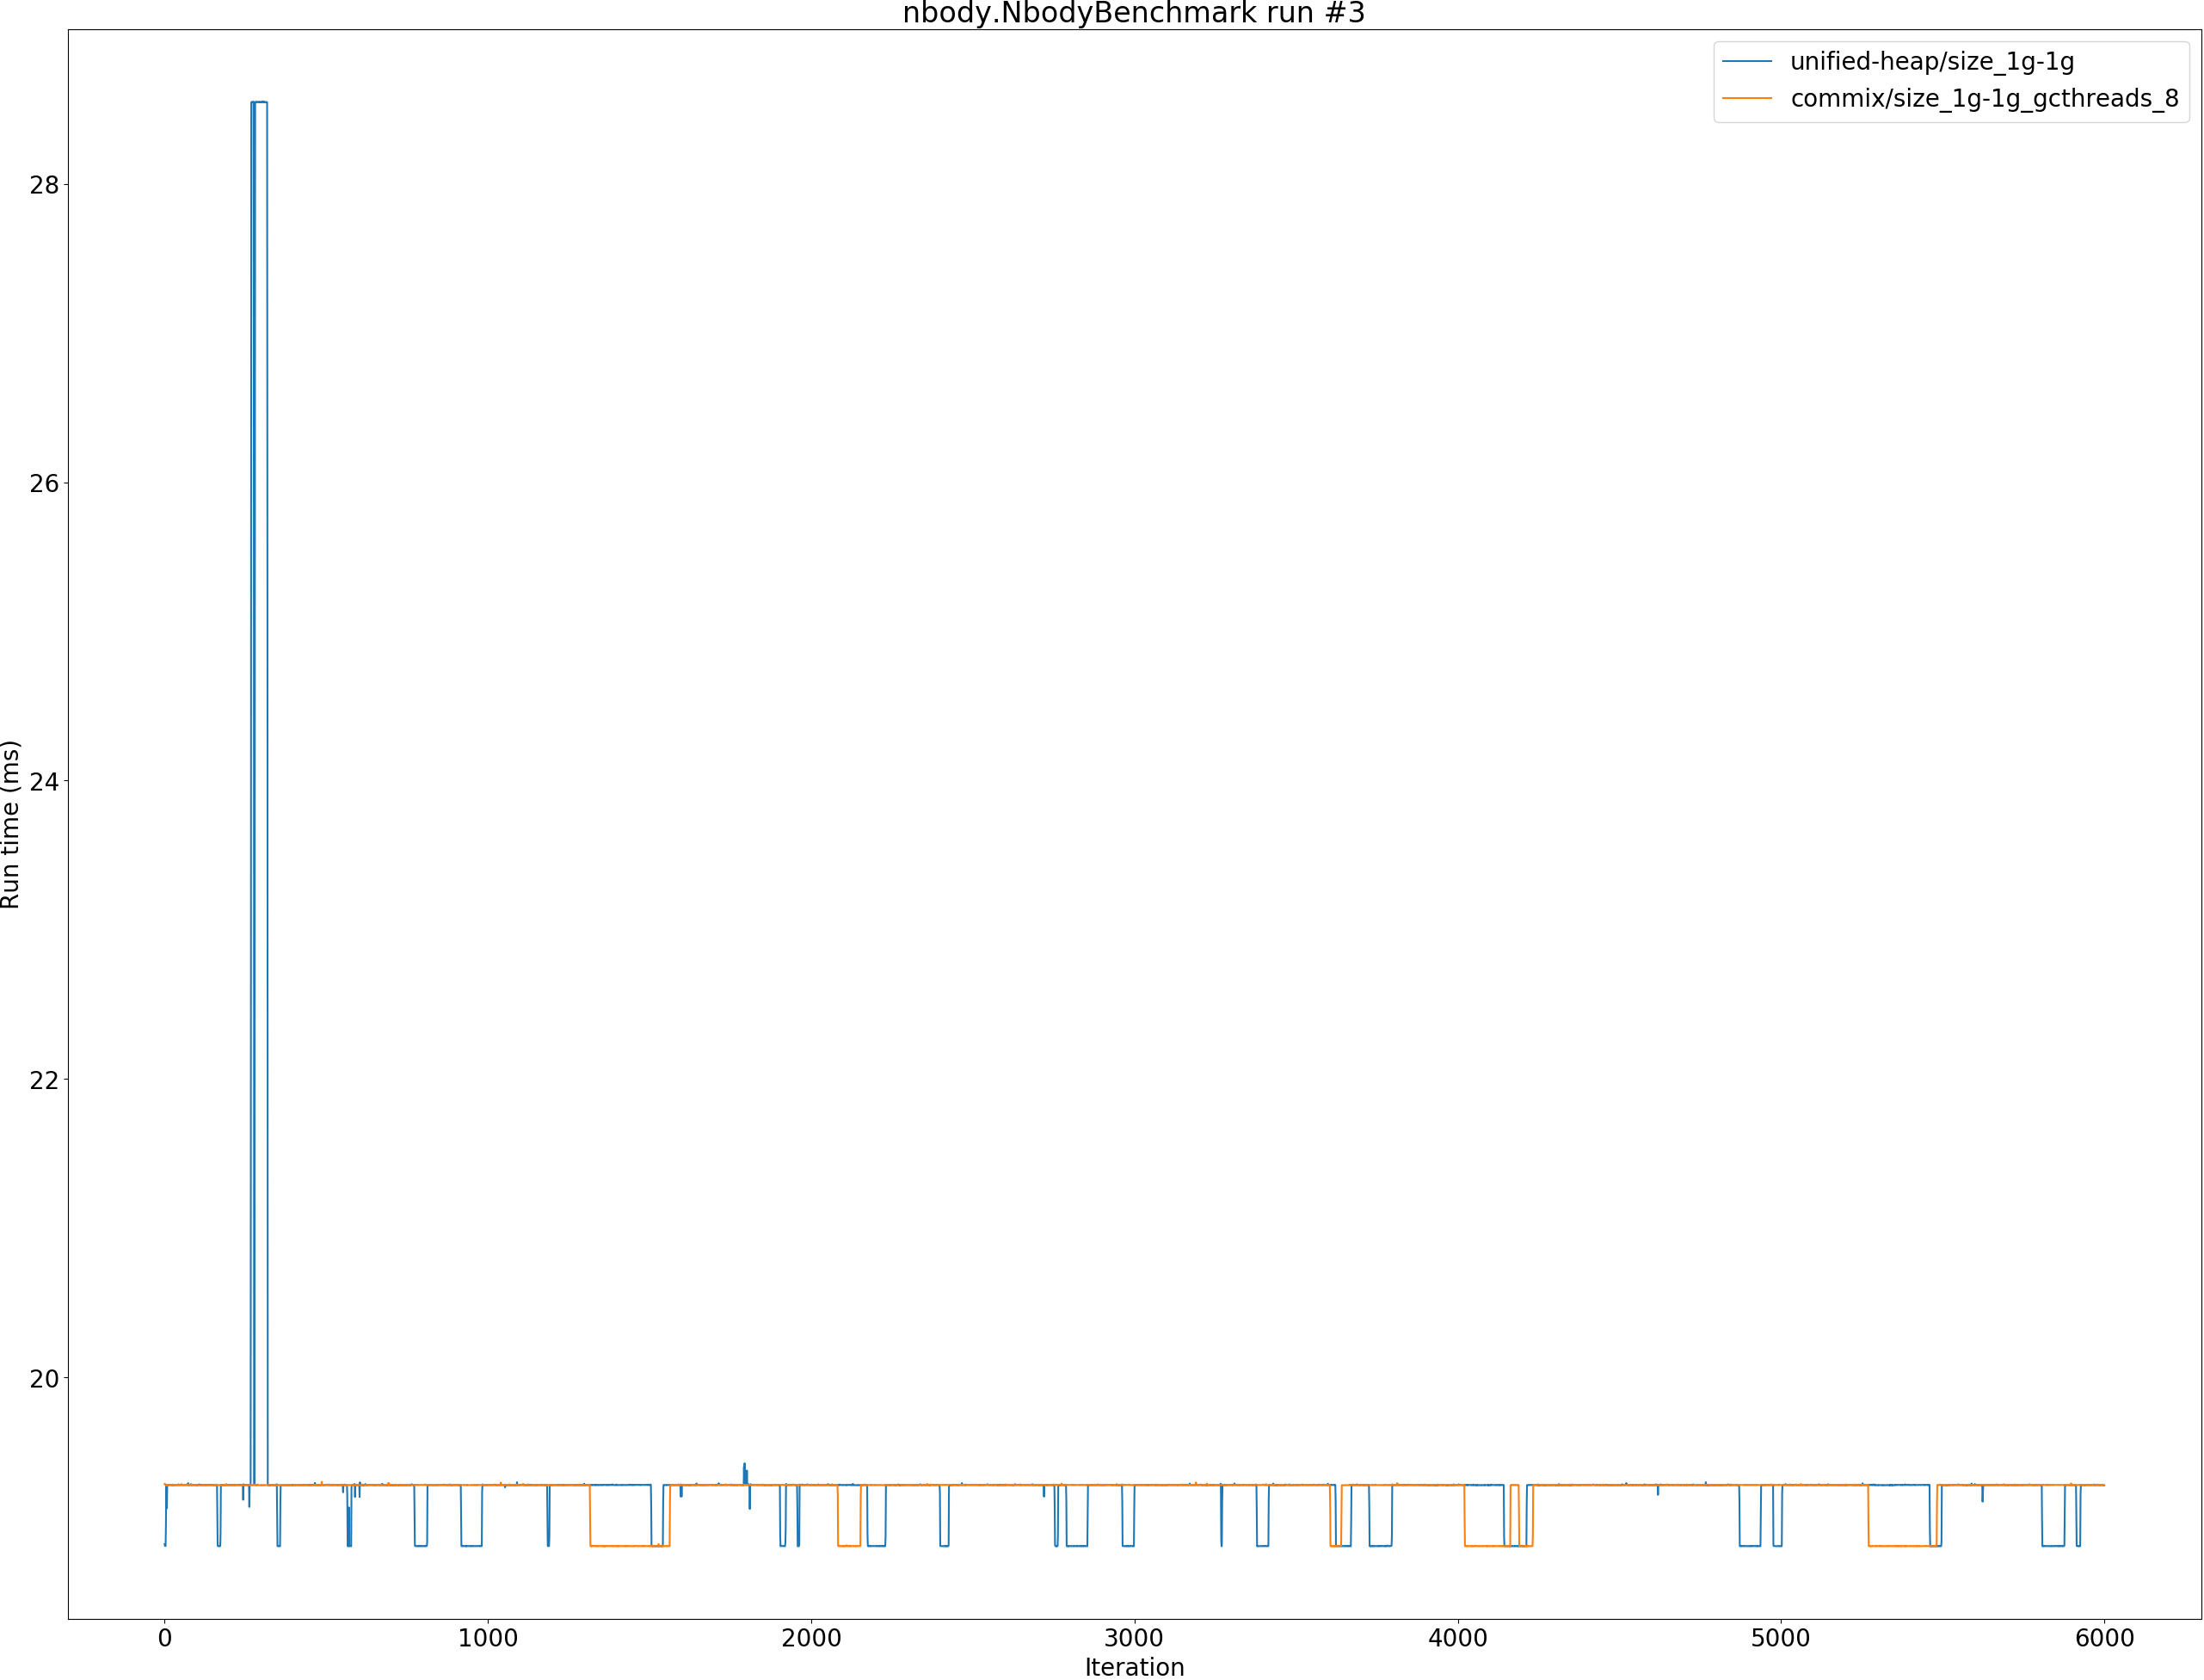 nbody.NbodyBenchmark run #3
unified-heap/size_1g-1g
commix/size_1g-1g_gcthreads_8
Run time (ms)
28
26
24
22
20
0 1000 2000 3000 4000 5000 6000
Iteration